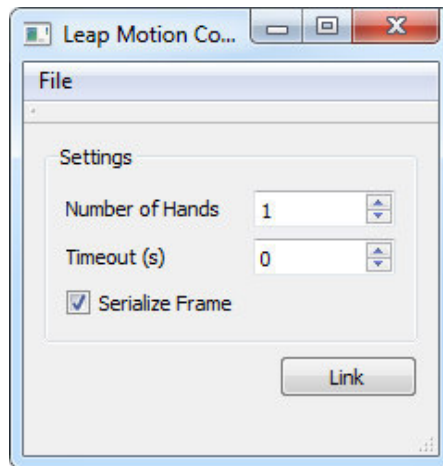 Leap Motion Co...
File
Settings
Number of Hands 1
Timeout (s) 0
Serialize Frame
Link